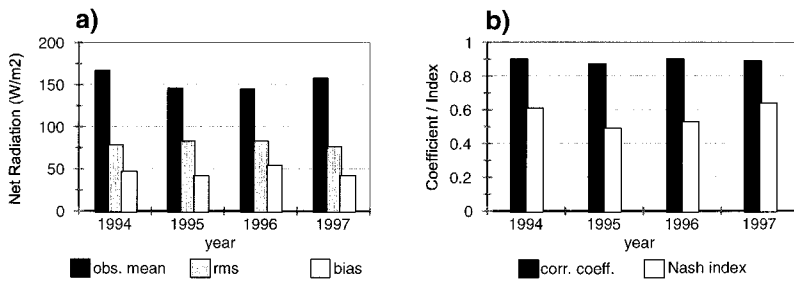 a)
Net Radiation (W/m2)
200
150
100
50
0
1994 1995 1996 1997
year
obs. mean rms bias
b)
Coefficient / Index
1
0.8
0.6
0.4
0.2
0
1994 1995 1996 1997
year
corr. coeff. Nash index